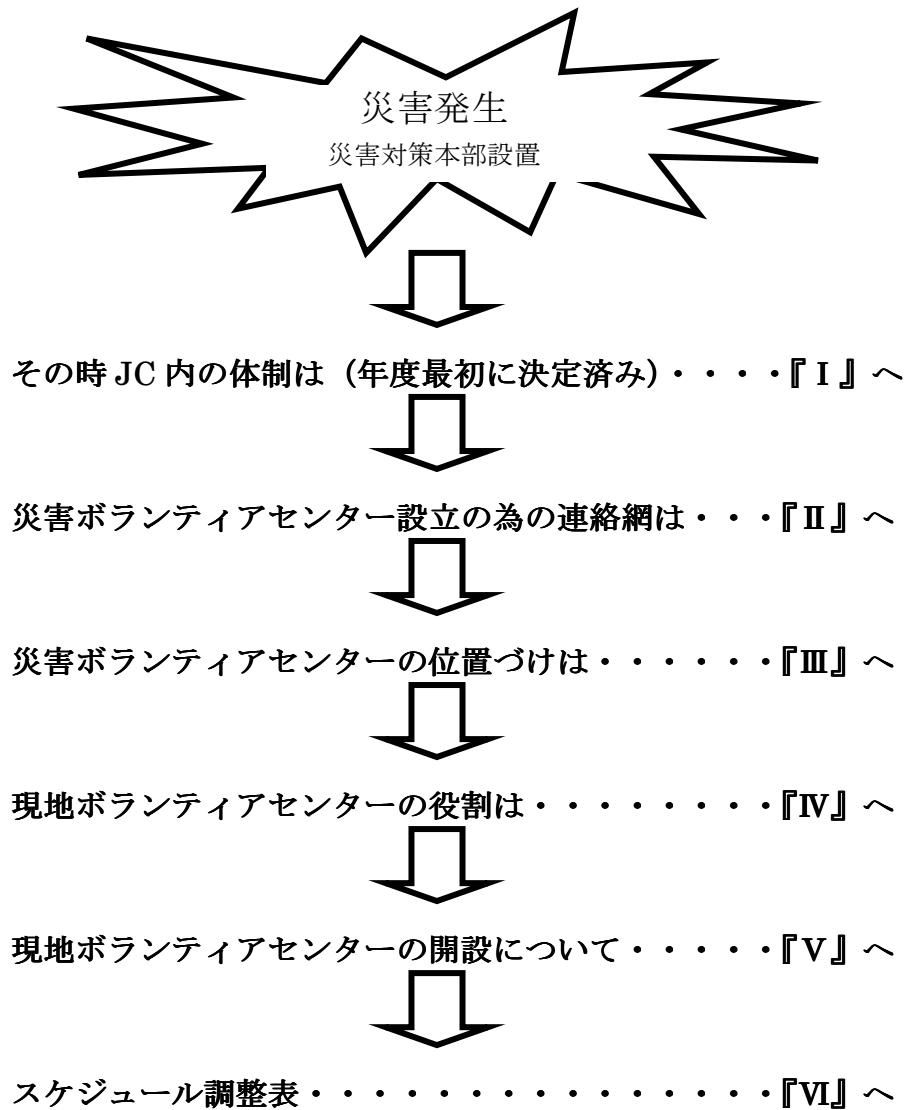 災害発生
災害対策本部設置
その時 JC 内の体制は（年度最初に決定済み）・・・・『Ⅰ』へ
災害ボランティアセンター設立の為の連絡網は・・・『Ⅱ』へ
災害ボランティアセンターの位置づけは・・・・・・『Ⅲ』へ
現地ボランティアセンターの役割は・・・・・・・・『Ⅳ』へ
現地ボランティアセンターの開設について・・・・・『Ⅴ』へ
スケジュール調整表・・・・・・・・・・・・・・・『Ⅵ』へ